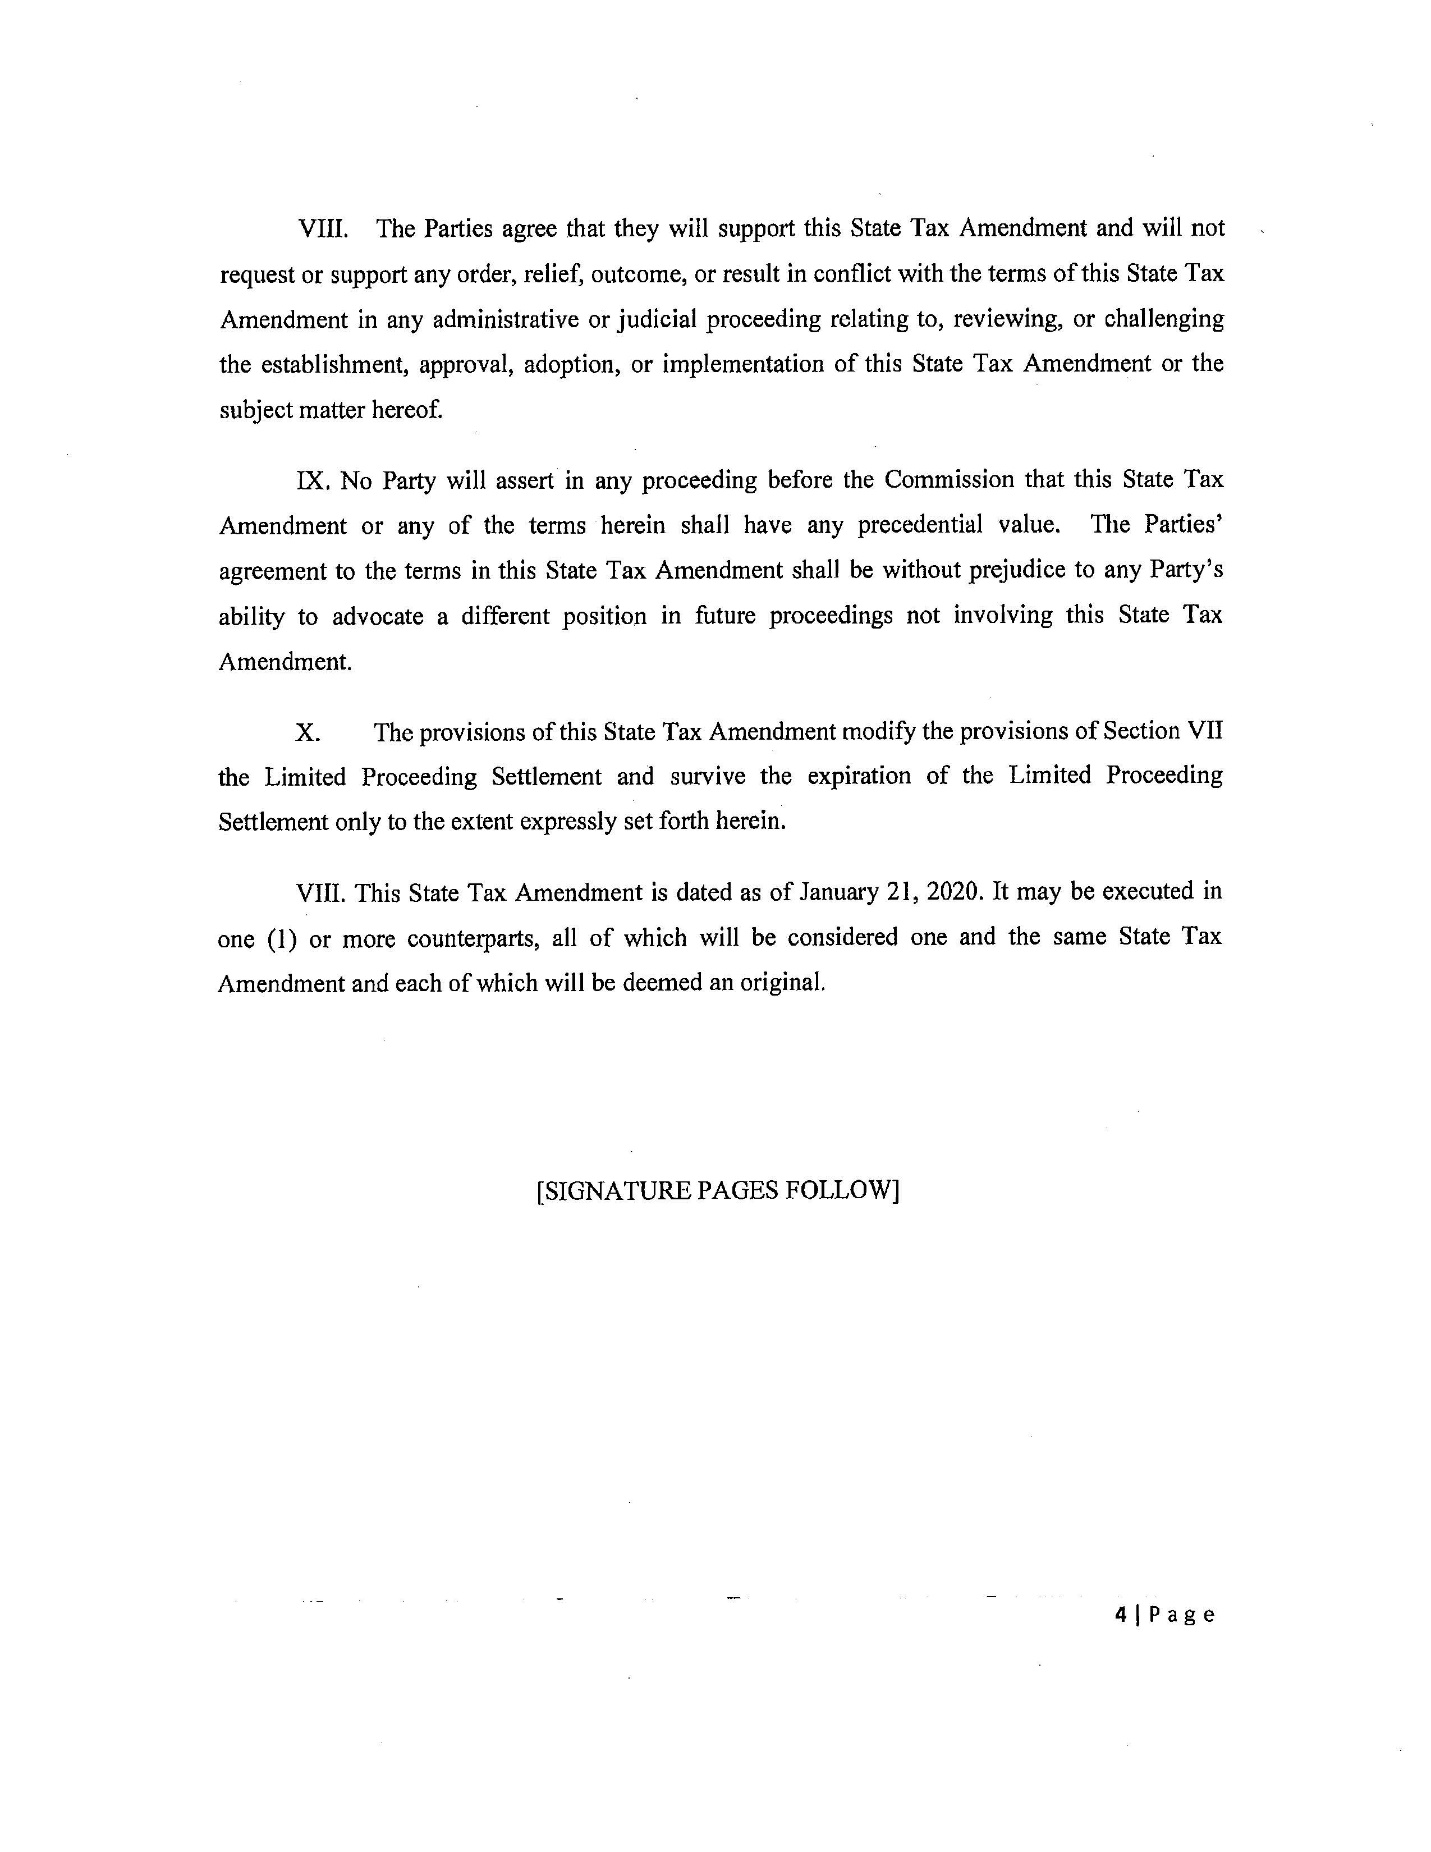 VIII. The Parties agree that they will support this State Tax Amendment and will not
request or support any order, relief, outcome, or result in conflict with the terms of this State Tax
Amendment in any administrative or judicial proceeding relating to, reviewing, or challenging
the establishment, approval, adoption, or implementation of this State Tax Amendment or the
subject matter hereof.
IX. No Party will assert in any proceeding before the Commission that this State Tax
Amendment or any of the terms herein shall have any precedential value. The Parties'
agreement to the terms in this State Tax Amendment shall be without prejudice to any Party's
ability to advocate a different position in future proceedings not involving this State Tax
Amendment.
X. The provisions of this State Tax Amendment modify the provisions of Section VII
the Limited Proceeding Settlement and survive the expiration of the Limited Proceeding
Settlement only to the extent expressly set forth herein.
VIII. This State Tax Amendment is dated as of January 21, 2020. It may be executed in
one (1) or more counterparts, all of which will be considered one and the same State Tax
Amendment and each of which will be deemed an original.
[SIGNATURE PAGES FOLLOW]
4 | P a g e